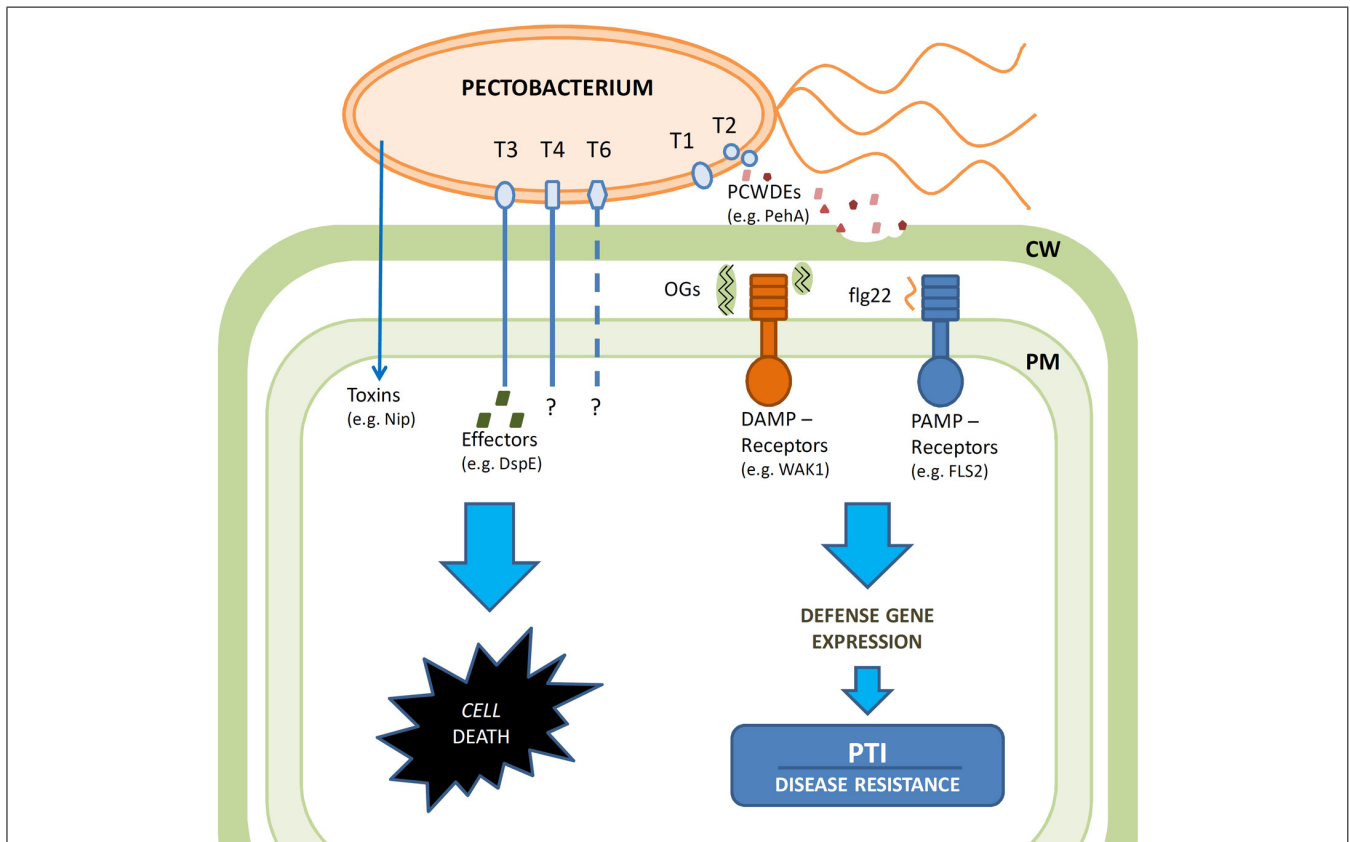 PECTOBACTERIUM
T3 T4 T6 T1 T2
PCWDEs
(e.g. PehA)
CW
OGs
flg22
PM
Toxins
(e.g. Nip)
?
?
Effectors
(e.g. DspE)
DAMP –
Receptors
(e.g. WAK1)
PAMP –
Receptors
(e.g. FLS2)
DEFENSE GENE
EXPRESSION
CELL
DEATH
PTI
DISEASE RESISTANCE